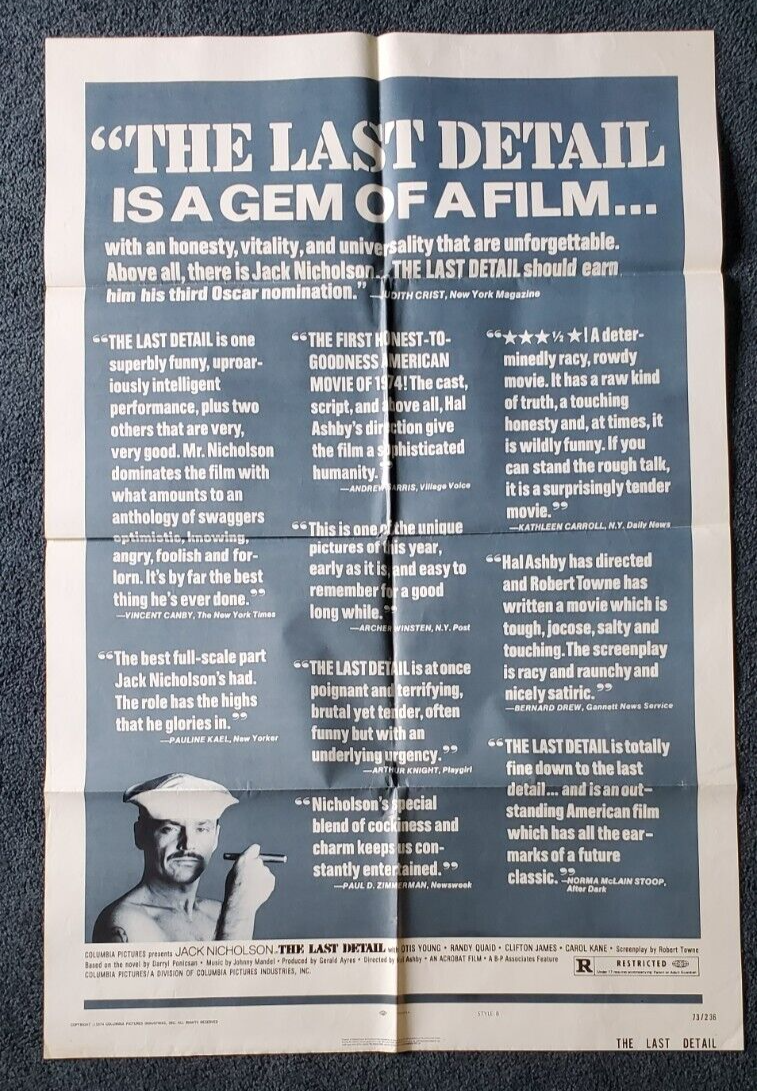 “THE LAST DETAIL
IS A GEM OF A FILM...
with an honesty, vitality, and universality that are unforgettable.
Above all, there is Jack Nicholson... THE LAST DETAIL should earn
him his third Oscar nomination.” —JUDITH CRIST, New York Magazine
“THE LAST DETAIL is one
superbly funny, uproar-
iously intelligent
performance, plus two
others that are very,
very good. Mr. Nicholson
dominates the film with
what amounts to an
anthology of swaggers
optimistic, knowing,
angry, foolish and for-
lorn. It's by far the best
thing he's ever done.”
—VINCENT CANBY, The New York Times
“The best full-scale part
Jack Nicholson's had.
The role has the highs
that he glories in.”
—PAULINE KAEL, New Yorker
“THE FIRST HONEST-TO-
GOODNESS AMERICAN
MOVIE OF 1974! The cast,
script, and above all, Hal
Ashby's direction give
the film a sophisticated
humanity.”
—ANDREW SARRIS, Village Voice
“This is one of the unique
pictures of this year,
early as it is, and easy to
remember for a good
long while.”
—ARCHER WINSTEN, N.Y. Post
“THE LAST DETAIL is at once
poignant and terrifying,
brutal yet tender, often
funny but with an
underlying urgency.”
—ARTHUR KNIGHT, Playgirl
“Nicholson's special
blend of cockiness and
charm keeps us con-
stantly entertained.”
—PAUL D. ZIMMERMAN, Newsweek
“★★★½★! A deter-
minedly racy, rowdy
movie. It has a raw kind
of truth, a touching
honesty and, at times, it
is wildly funny. If you
can stand the rough talk,
it is a surprisingly tender
movie.”
—KATHLEEN CARROLL, N.Y. Daily News
“Hal Ashby has directed
and Robert Towne has
written a movie which is
tough, jocose, salty and
touching. The screenplay
is racy and raunchy and
nicely satiric.”
—BERNARD DREW, Gannett News Service
“THE LAST DETAIL is totally
fine down to the last
detail... and is an out-
standing American film
which has all the ear-
marks of a future
classic.” —NORMA McLAIN STOOP,
After Dark
COLUMBIA PICTURES presents JACK NICHOLSON in THE LAST DETAIL with OTIS YOUNG • RANDY QUAID • CLIFTON JAMES • CAROL KANE • Screenplay by Robert Towne
Based on the novel by Darryl Ponicsan • Music by Johnny Mandel • Produced by Gerald Ayres • Directed by Hal Ashby • AN ACROBAT FILM • A B-P Associates Feature
COLUMBIA PICTURES/A DIVISION OF COLUMBIA PICTURES INDUSTRIES, INC.
R RESTRICTED
Under 17 requires accompanying Parent or Adult Guardian
COPYRIGHT ©1974 COLUMBIA PICTURES INDUSTRIES, INC. ALL RIGHTS RESERVED
STYLE B
73/236
THE LAST DETAIL